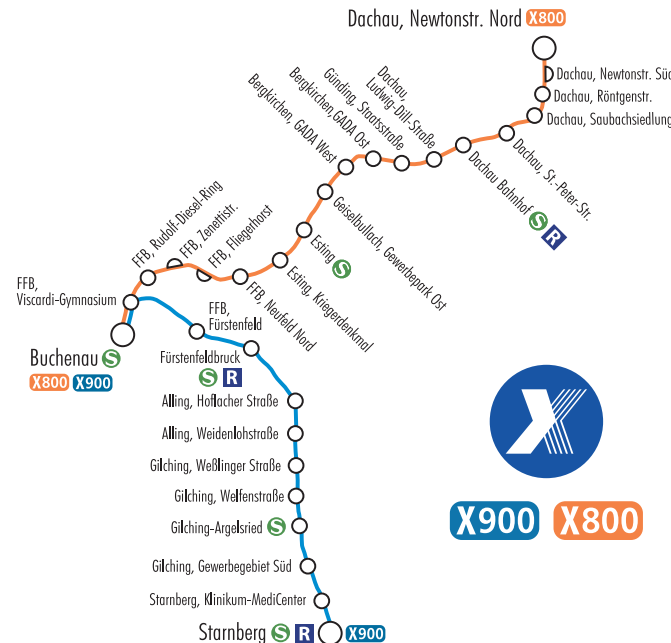 Dachau, Newtonstr. Nord X800
Dachau, Newtonstr. Süd
Dachau, Röntgenstr.
Dachau, Saubachsiedlung
Dachau, St.-Peter-Str.
Dachau Bahnhof S R
Dachau,
Ludwig-Dill-Straße
Günding, Staatsstraße
Bergkirchen,GADA Ost
Bergkirchen, GADA West
Geiselbullach, Gewerbepark Ost
Esting S
Esting, Kriegerdenkmal
FFB, Neufeld Nord
FFB, Fliegerhorst
FFB, Zenettistr.
FFB, Rudolf-Diesel-Ring
FFB,
Viscardi-Gymnasium
Buchenau S
X800 X900
FFB,
Fürstenfeld
Fürstenfeldbruck
S R
Alling, Hoflacher Straße
Alling, Weidenlohstraße
Gilching, Weßlinger Straße
Gilching, Welfenstraße
Gilching-Argelsried S
Gilching, Gewerbegebiet Süd
Starnberg, Klinikum-MediCenter
Starnberg S R X900
X
X900 X800